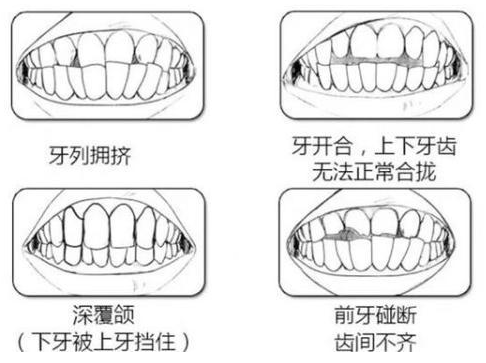 牙列拥挤
牙开合，上下牙齿
无法正常合拢
深覆颌
（下牙被上牙挡住）
前牙碰断
齿间不齐